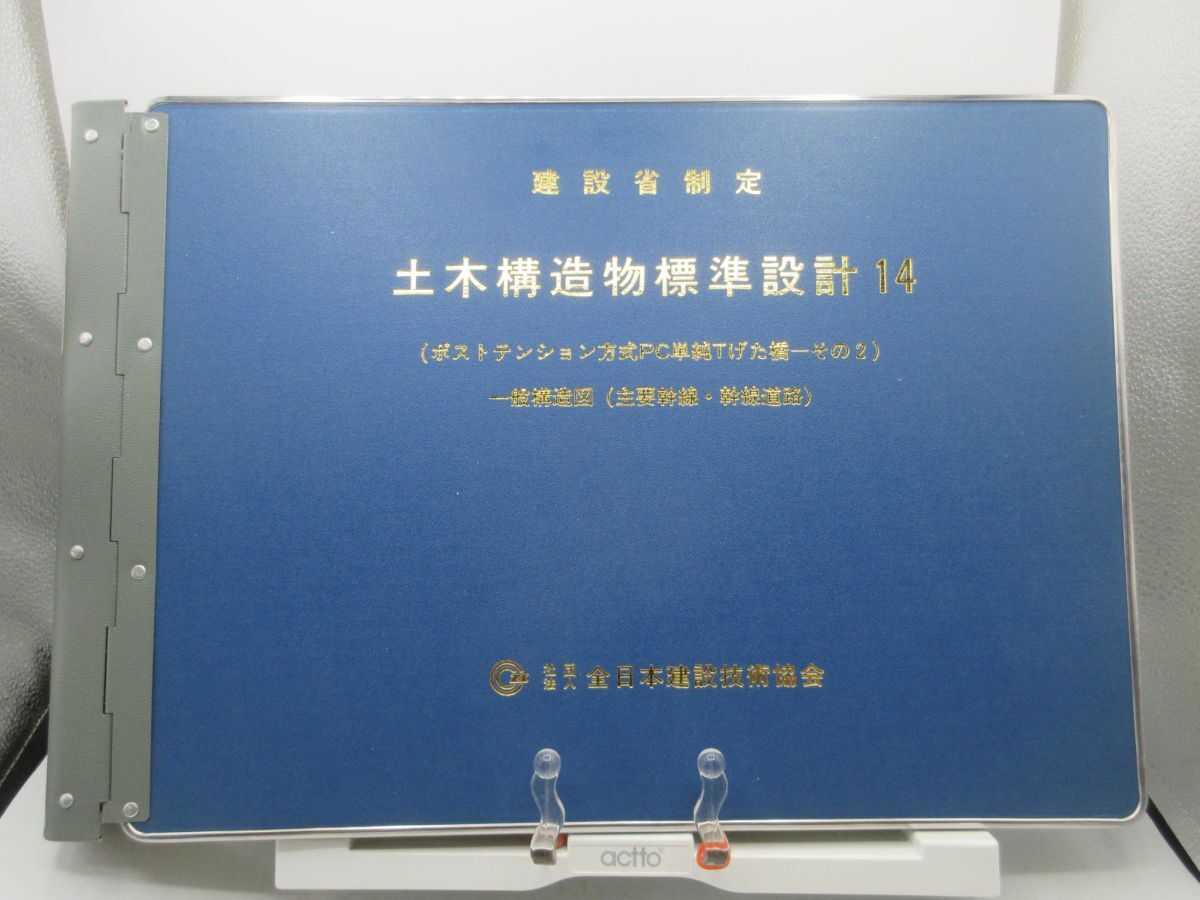 建設省制定
土木構造物標準設計14
(ポストテンション方式PC単純Tげた橋ーその2)
一般構造図(主要幹線・幹線道路)
社団法人 全日本建設技術協会
actto